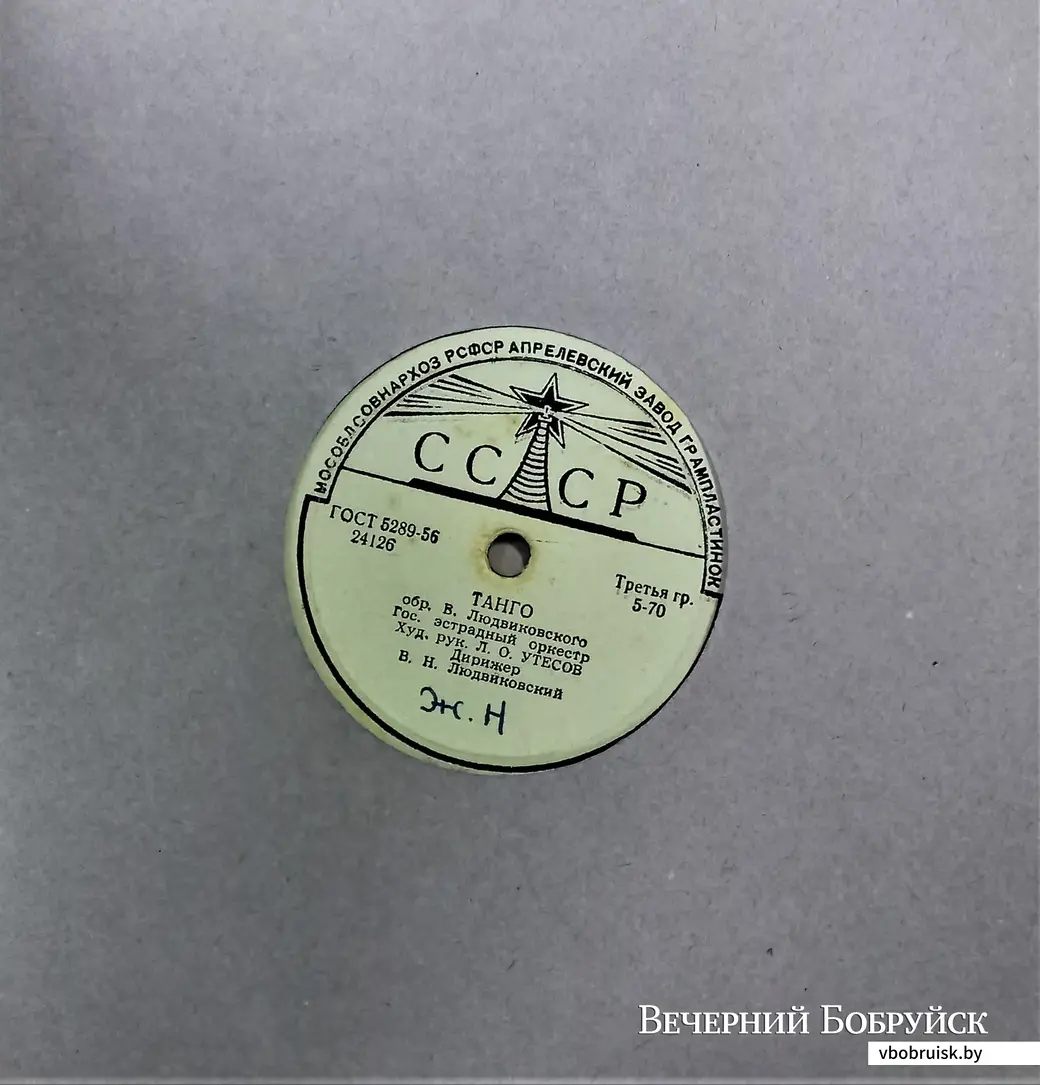 МОСОБЛСОВНАРХОЗ РСФСР АПРЕЛЕВСКИЙ ЗАВОД ГРАМПЛАСТИНОК
СССР
ГОСТ 5289-56
24126
Третья гр.
5-70
ТАНГО
обр. В. Людвиковского
Гос. эстрадный оркестр
Худ. рук. Л. О. УТЕСОВ
Дирижер
В. Н. Людвиковский
Эж. Н
ВЕЧЕРНИЙ БОБРУЙСК
vbobruisk.by